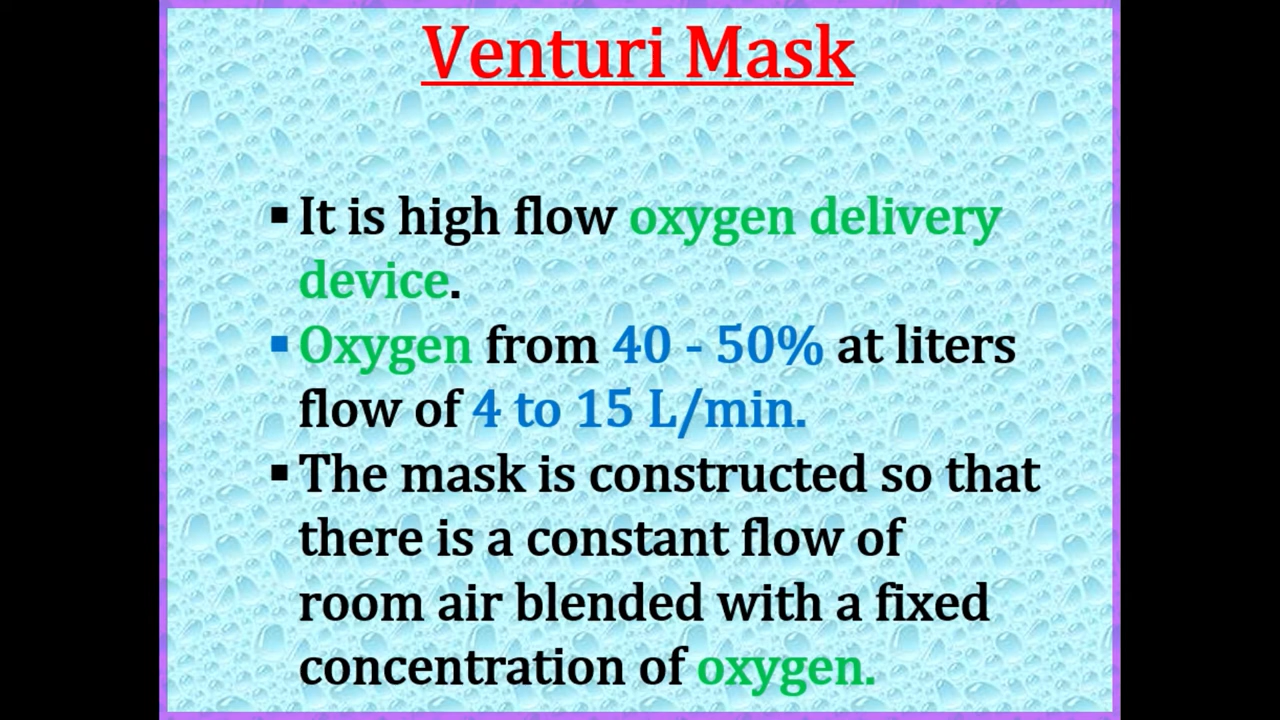 Venturi Mask
▪ It is high flow oxygen delivery
device.
▪ Oxygen from 40 - 50% at liters
flow of 4 to 15 L/min.
▪ The mask is constructed so that
there is a constant flow of
room air blended with a fixed
concentration of oxygen.